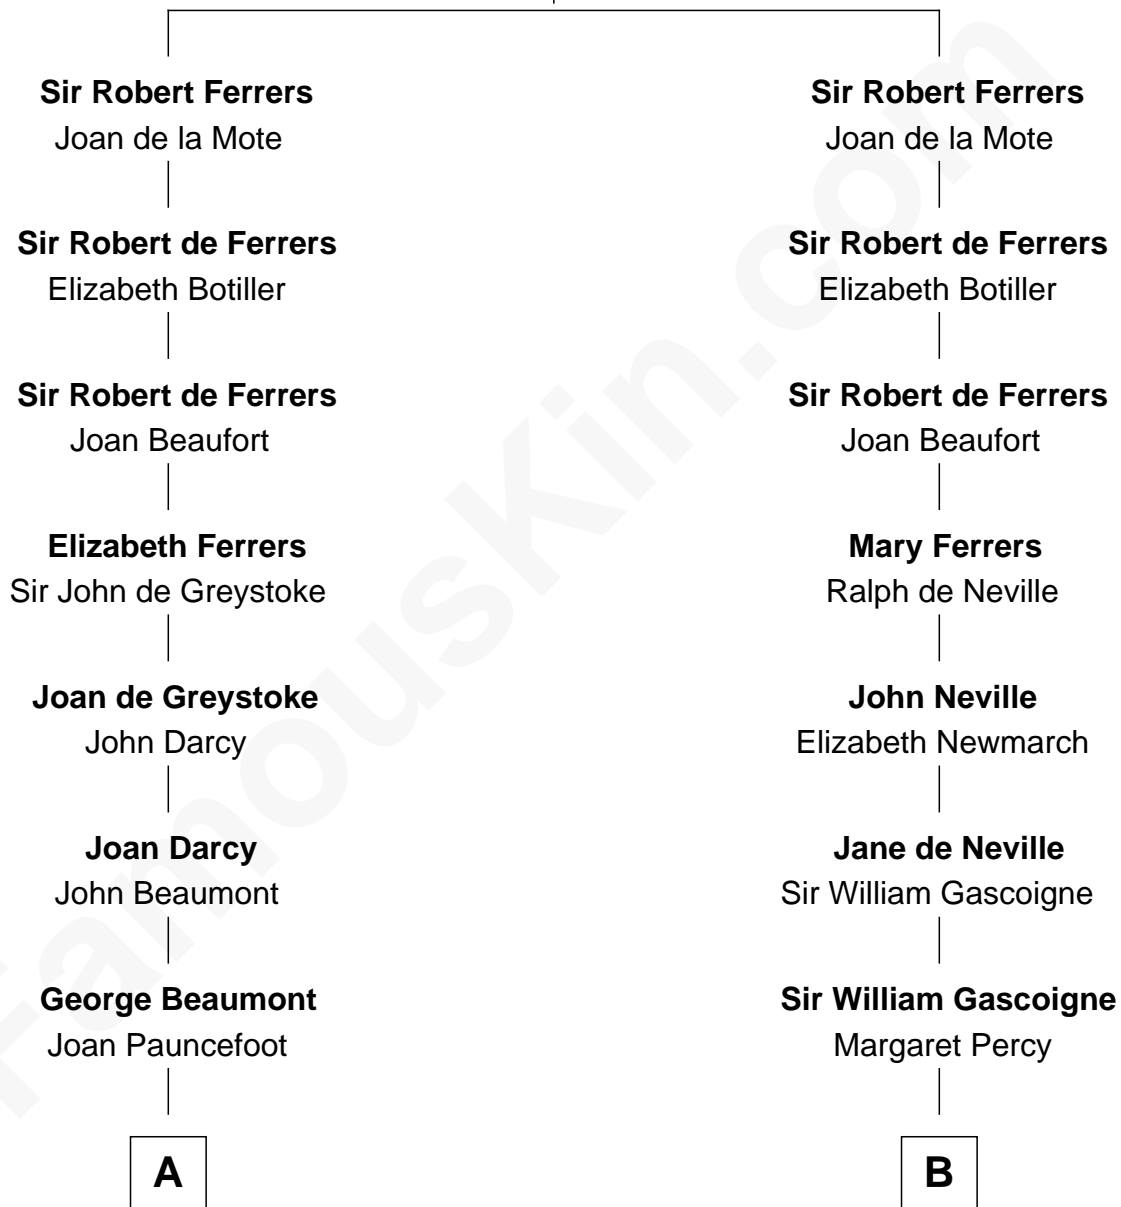 Sir Robert Ferrers
Joan de la Mote
Sir Robert de Ferrers
Elizabeth Botiller
Sir Robert de Ferrers
Joan Beaufort
Elizabeth Ferrers
Sir John de Greystoke
Joan de Greystoke
John Darcy
Joan Darcy
John Beaumont
George Beaumont
Joan Pauncefoot
A
Sir Robert Ferrers
Joan de la Mote
Sir Robert de Ferrers
Elizabeth Botiller
Sir Robert de Ferrers
Joan Beaufort
Mary Ferrers
Ralph de Neville
John Neville
Elizabeth Newmarch
Jane de Neville
Sir William Gascoigne
Sir William Gascoigne
Margaret Percy
B
FamousKin.com